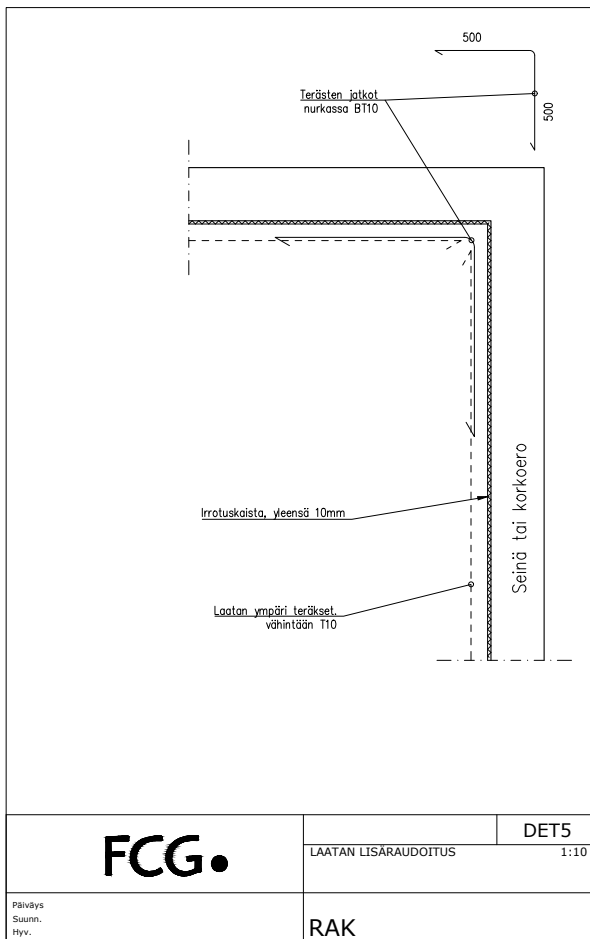 500
Terästen jatkot
nurkassa BT10
500
Irrotuskaista, yleensä 10mm
Seinä tai korkoero
Laatan ympäri teräkset.
vähintään T10
FCG.
DET5
LAATAN LISÄRAUDOITUS 1:10
Päiväys
Suunn.
Hyv.
RAK